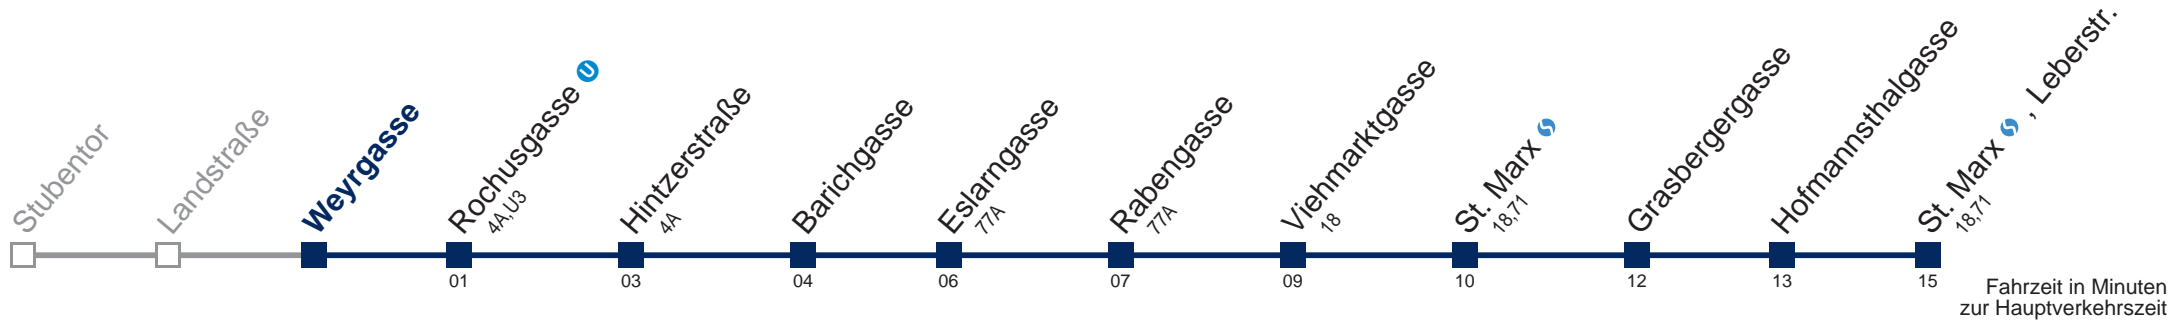 Stubentor
Landstraße
Weyrgasse
Rochusgasse U
4A,U3
Hintzerstraße
4A
Barichgasse
Eslarngasse
77A
Rabengasse
77A
Viehmarktgasse
18
St. Marx S
18,71
Grasbergergasse
Hofmannsthalgasse
St. Marx S , Leberstr.
18,71
01 03 04 06 07 09 10 12 13 15
Fahrzeit in Minuten
zur Hauptverkehrszeit